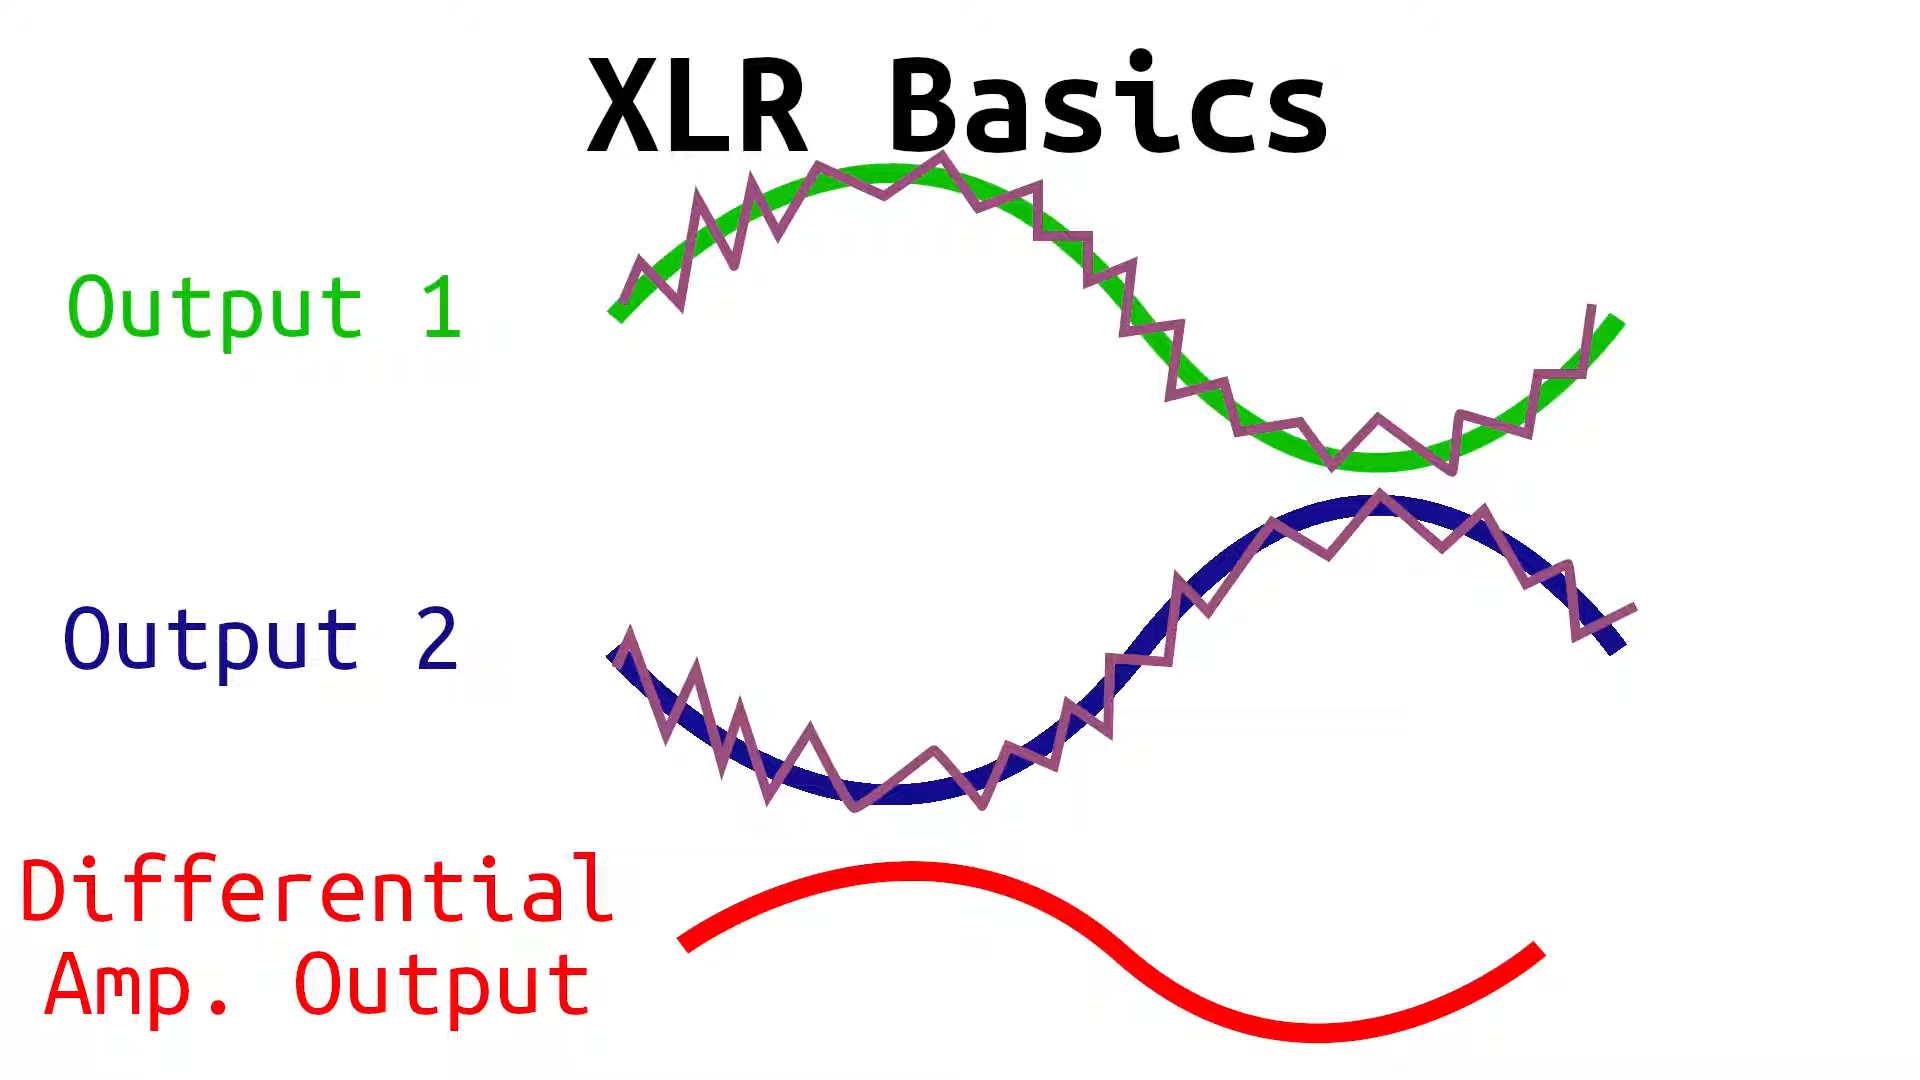 XLR Basics
Output 1
Output 2
Differential
Amp. Output